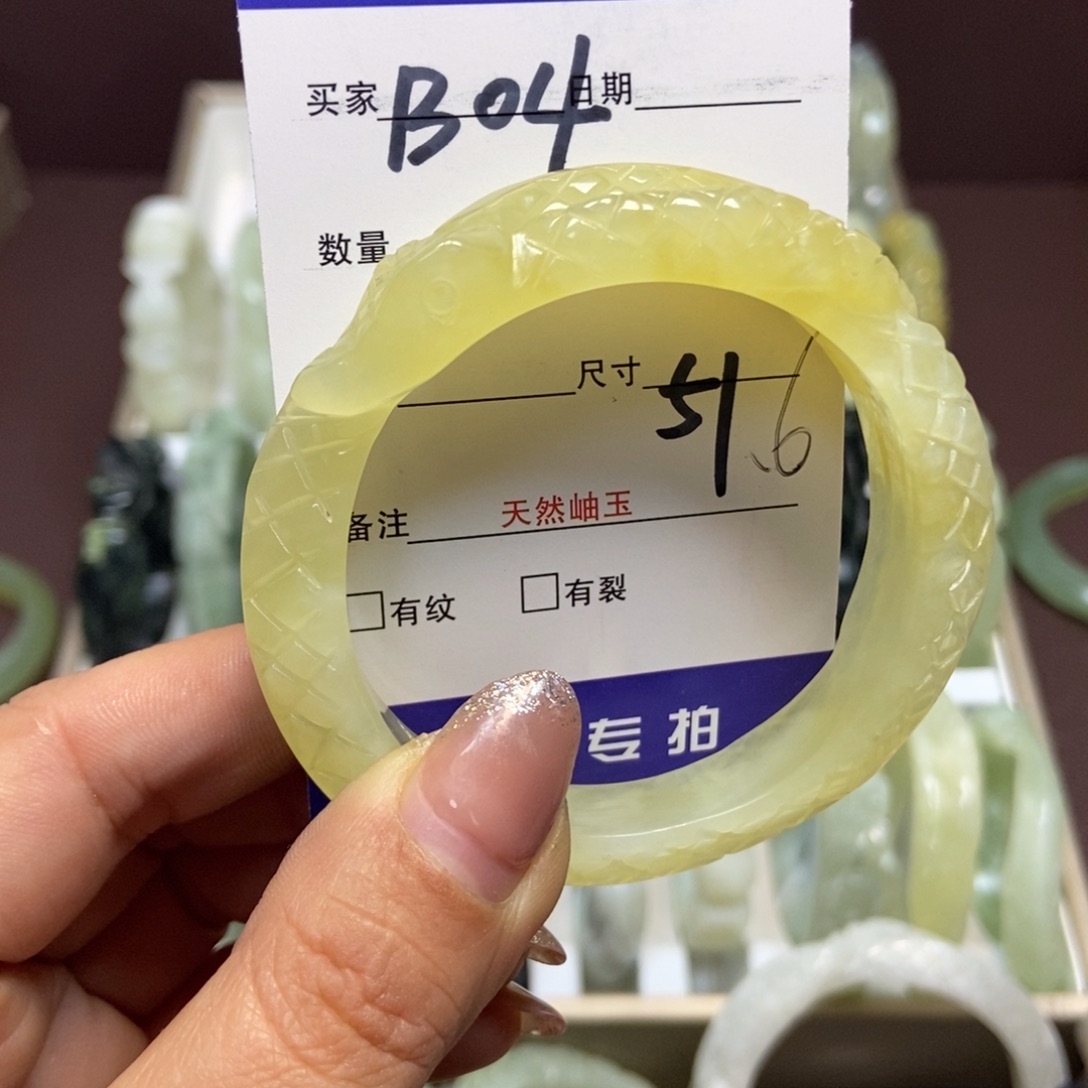 买家 B04 日期
数量
尺寸 51.6
备注 天然岫玉
□有纹 □有裂
专拍